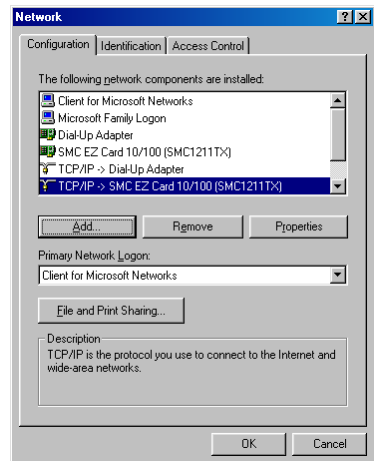 Network
Configuration Identification Access Control
The following network components are installed:
Client for Microsoft Networks
Microsoft Family Logon
Dial-Up Adapter
SMC EZ Card 10/100 (SMC1211TX)
TCP/IP -> Dial-Up Adapter
TCP/IP -> SMC EZ Card 10/100 (SMC1211TX)
Add... Remove Properties
Primary Network Logon:
Client for Microsoft Networks
File and Print Sharing...
Description
TCP/IP is the protocol you use to connect to the Internet and
wide-area networks.
OK Cancel